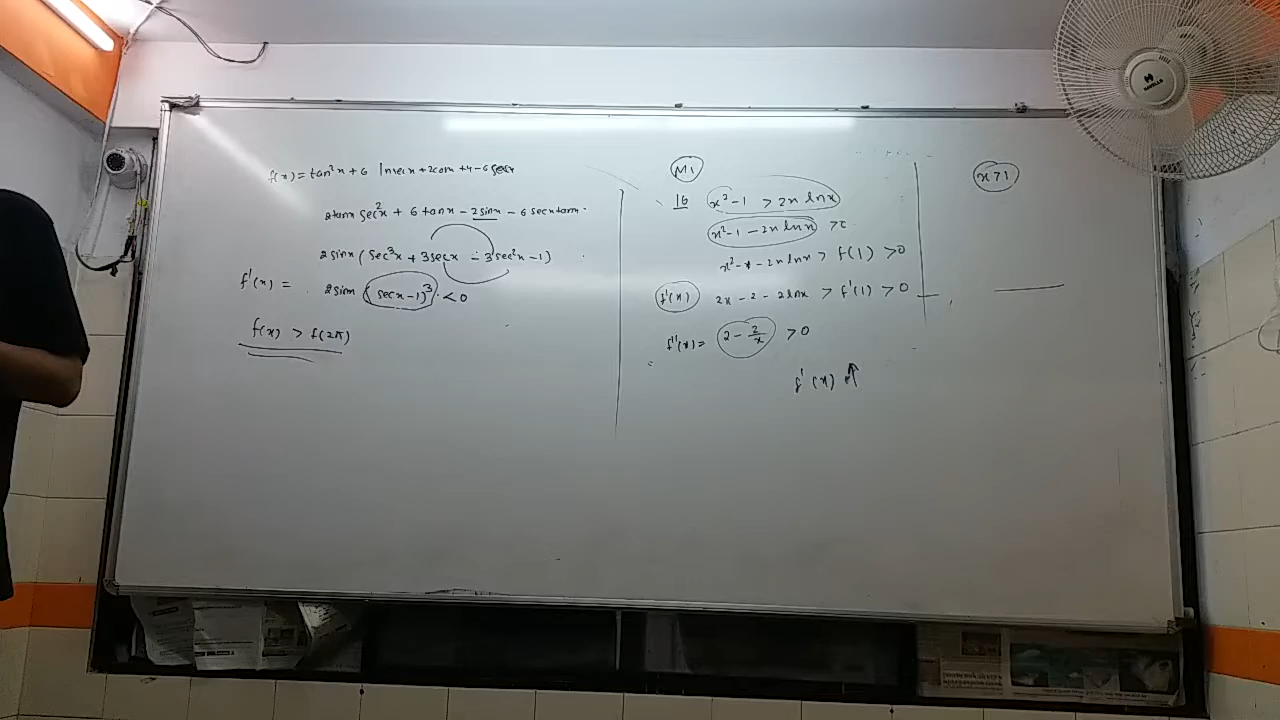 f(x) = tan²x + 6 ln secx + 2cosx + 4 - 6 secx
2tanx sec²x + 6 tanx - 2sinx - 6 secx tanx.
2 sinx (sec³x + 3secx - 3sec²x - 1)
f'(x) = 2sinx (secx - 1)³ < 0
f(x) > f(2π)
M1
16 x² - 1 > 2x lnx
x² - 1 - 2x lnx > 0
x² - 1 - 2x lnx > f(1) > 0
f'(x) 2x - 2 - 2lnx > f'(1) > 0
f''(x) = 2 - 2/x > 0
f'(x) ↑
x > 1